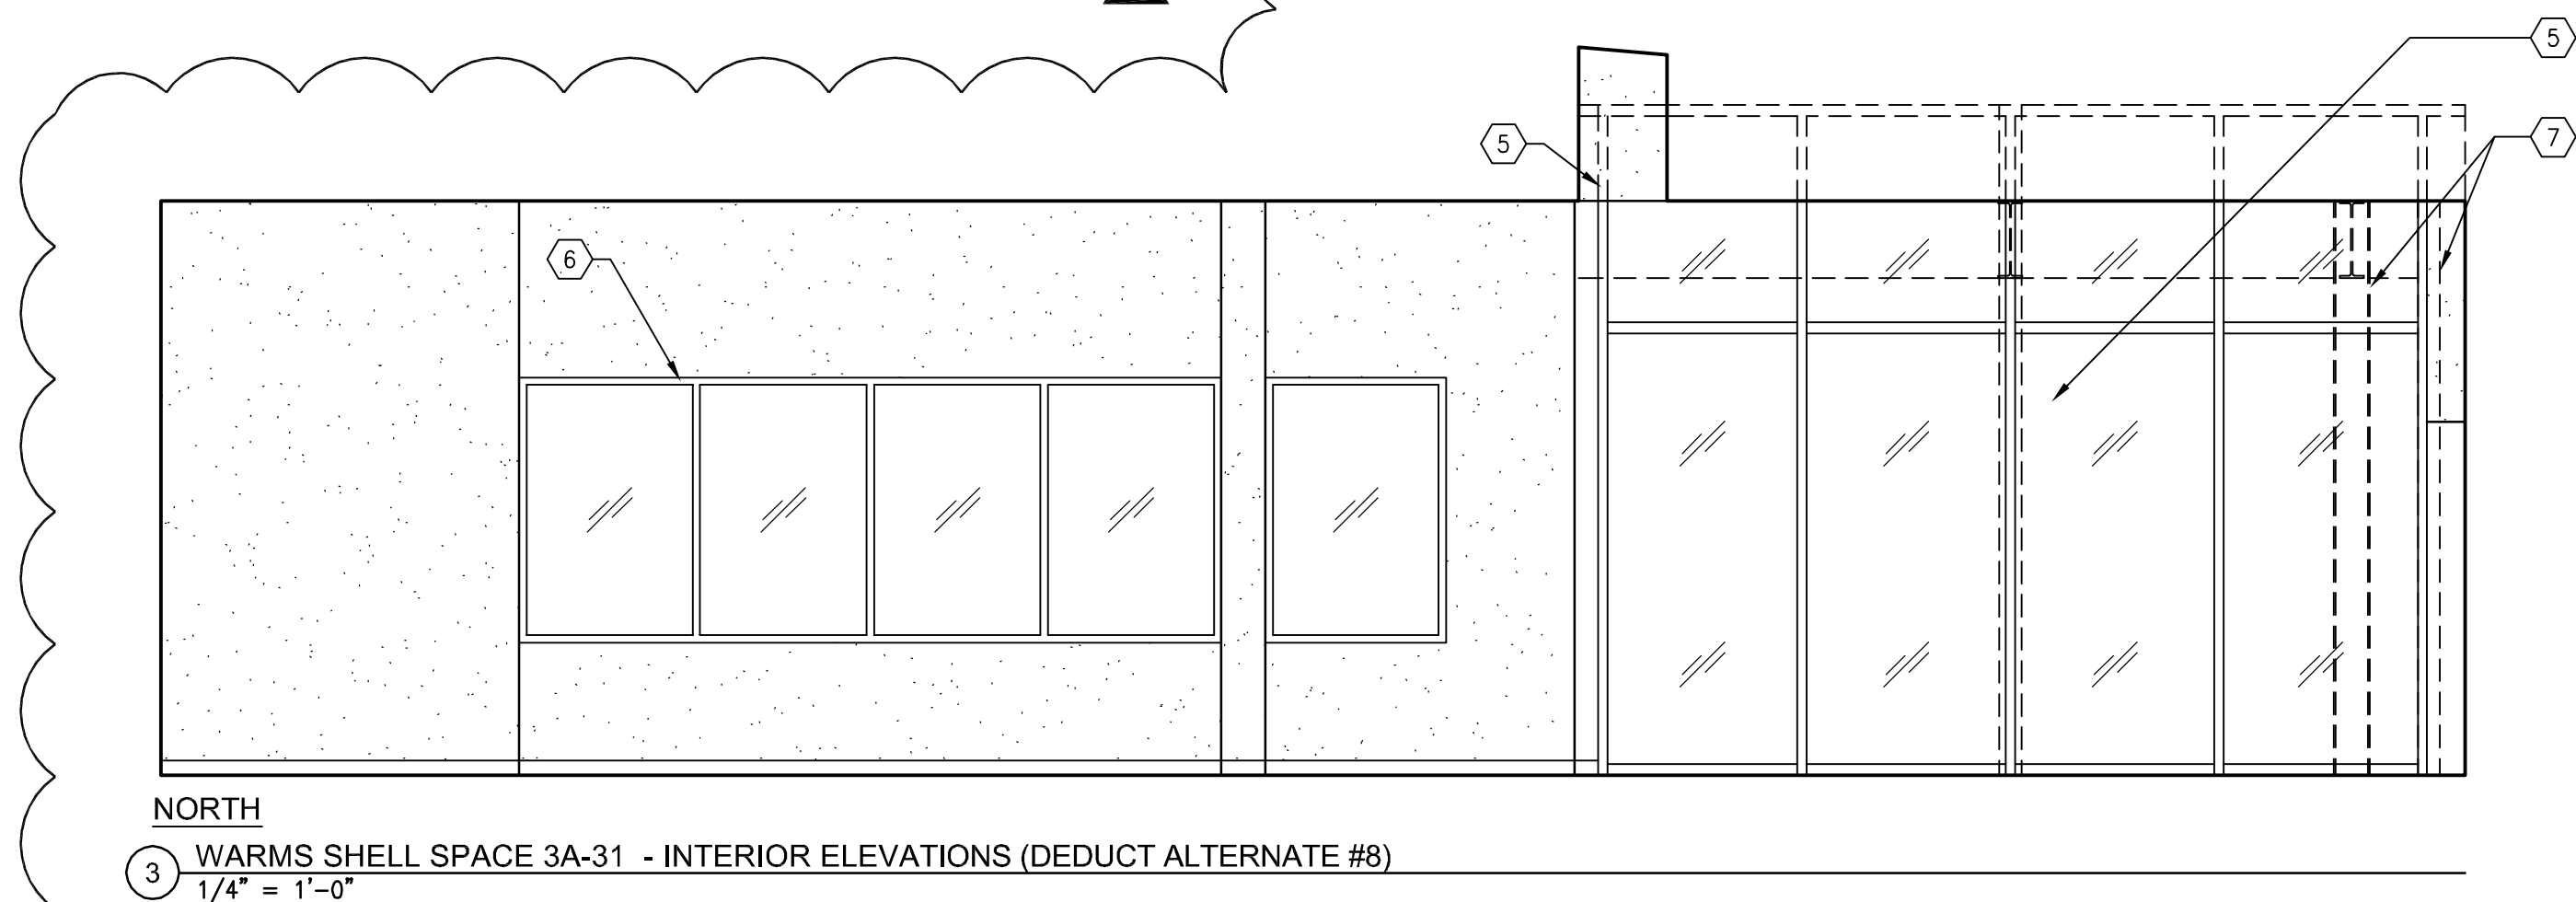 5
5
7
6
NORTH
3 WARMS SHELL SPACE 3A-31 - INTERIOR ELEVATIONS (DEDUCT ALTERNATE #8)
1/4" = 1'-0"